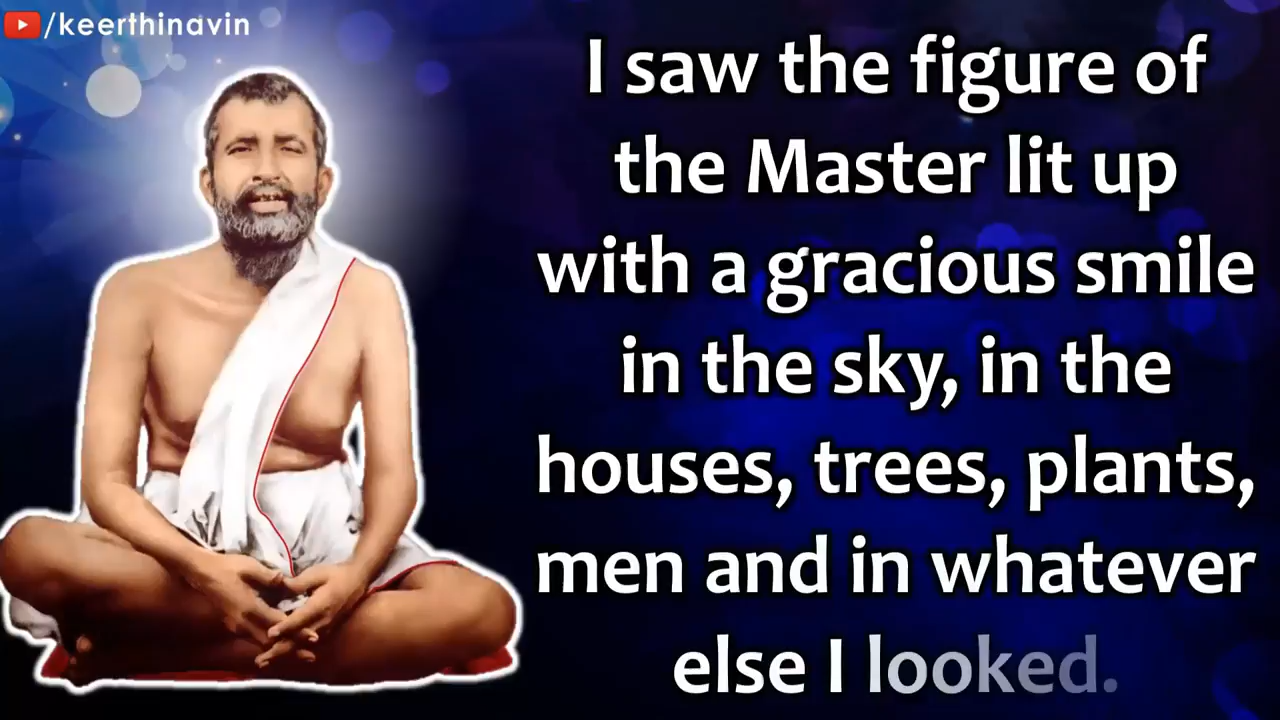 /keerthinavin
I saw the figure of
the Master lit up
with a gracious smile
in the sky, in the
houses, trees, plants,
men and in whatever
else I looked.